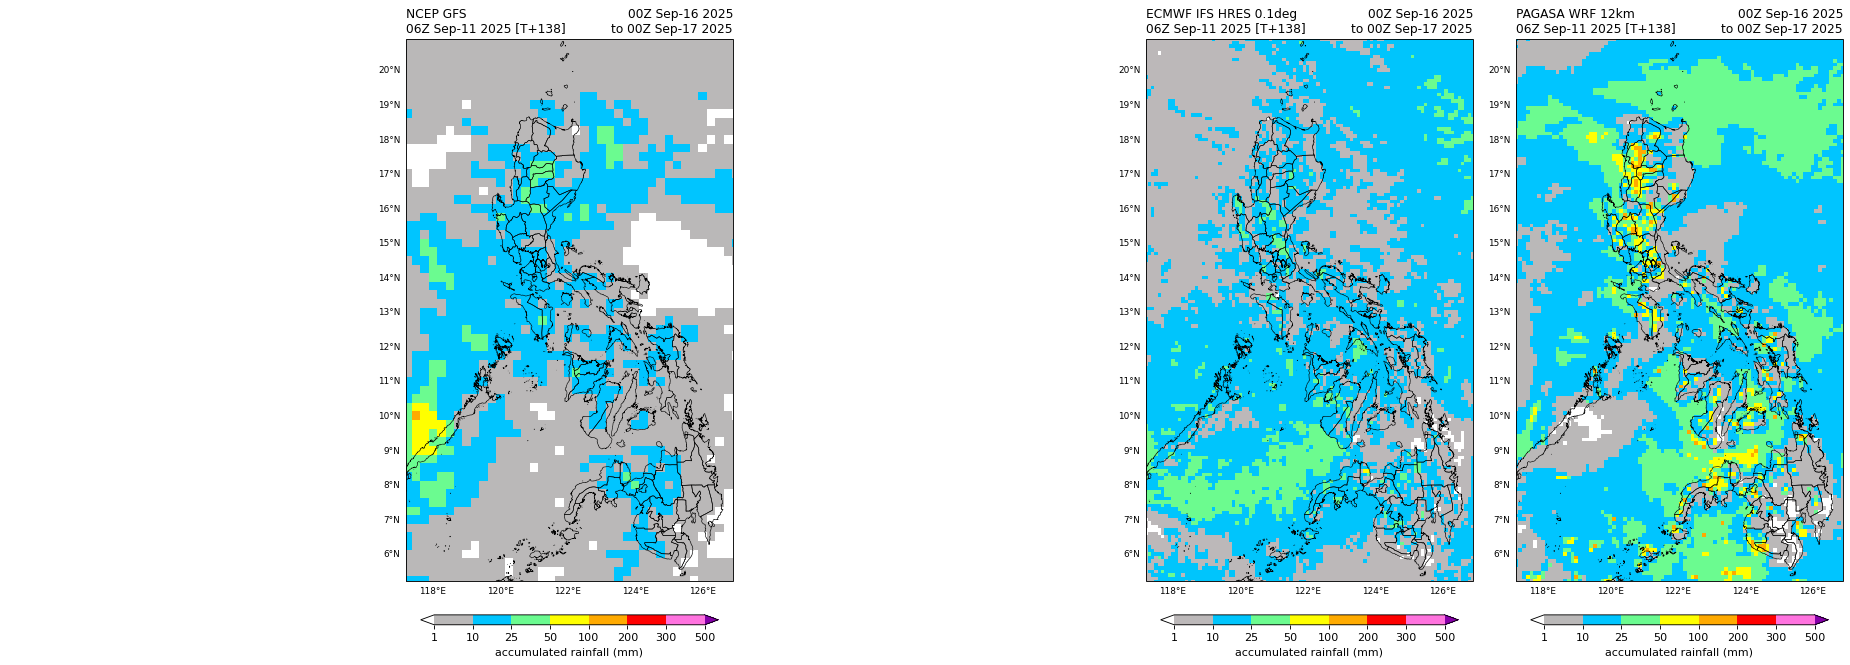 NCEP GFS 00Z Sep-16 2025
06Z Sep-11 2025 [T+138] to 00Z Sep-17 2025
20°N
19°N
18°N
17°N
16°N
15°N
14°N
13°N
12°N
11°N
10°N
9°N
8°N
7°N
6°N
118°E 120°E 122°E 124°E 126°E
1 10 25 50 100 200 300 500
accumulated rainfall (mm)
ECMWF IFS HRES 0.1deg 00Z Sep-16 2025
06Z Sep-11 2025 [T+138] to 00Z Sep-17 2025
20°N
19°N
18°N
17°N
16°N
15°N
14°N
13°N
12°N
11°N
10°N
9°N
8°N
7°N
6°N
118°E 120°E 122°E 124°E 126°E
1 10 25 50 100 200 300 500
accumulated rainfall (mm)
PAGASA WRF 12km 00Z Sep-16 2025
06Z Sep-11 2025 [T+138] to 00Z Sep-17 2025
20°N
19°N
18°N
17°N
16°N
15°N
14°N
13°N
12°N
11°N
10°N
9°N
8°N
7°N
6°N
118°E 120°E 122°E 124°E 126°E
1 10 25 50 100 200 300 500
accumulated rainfall (mm)